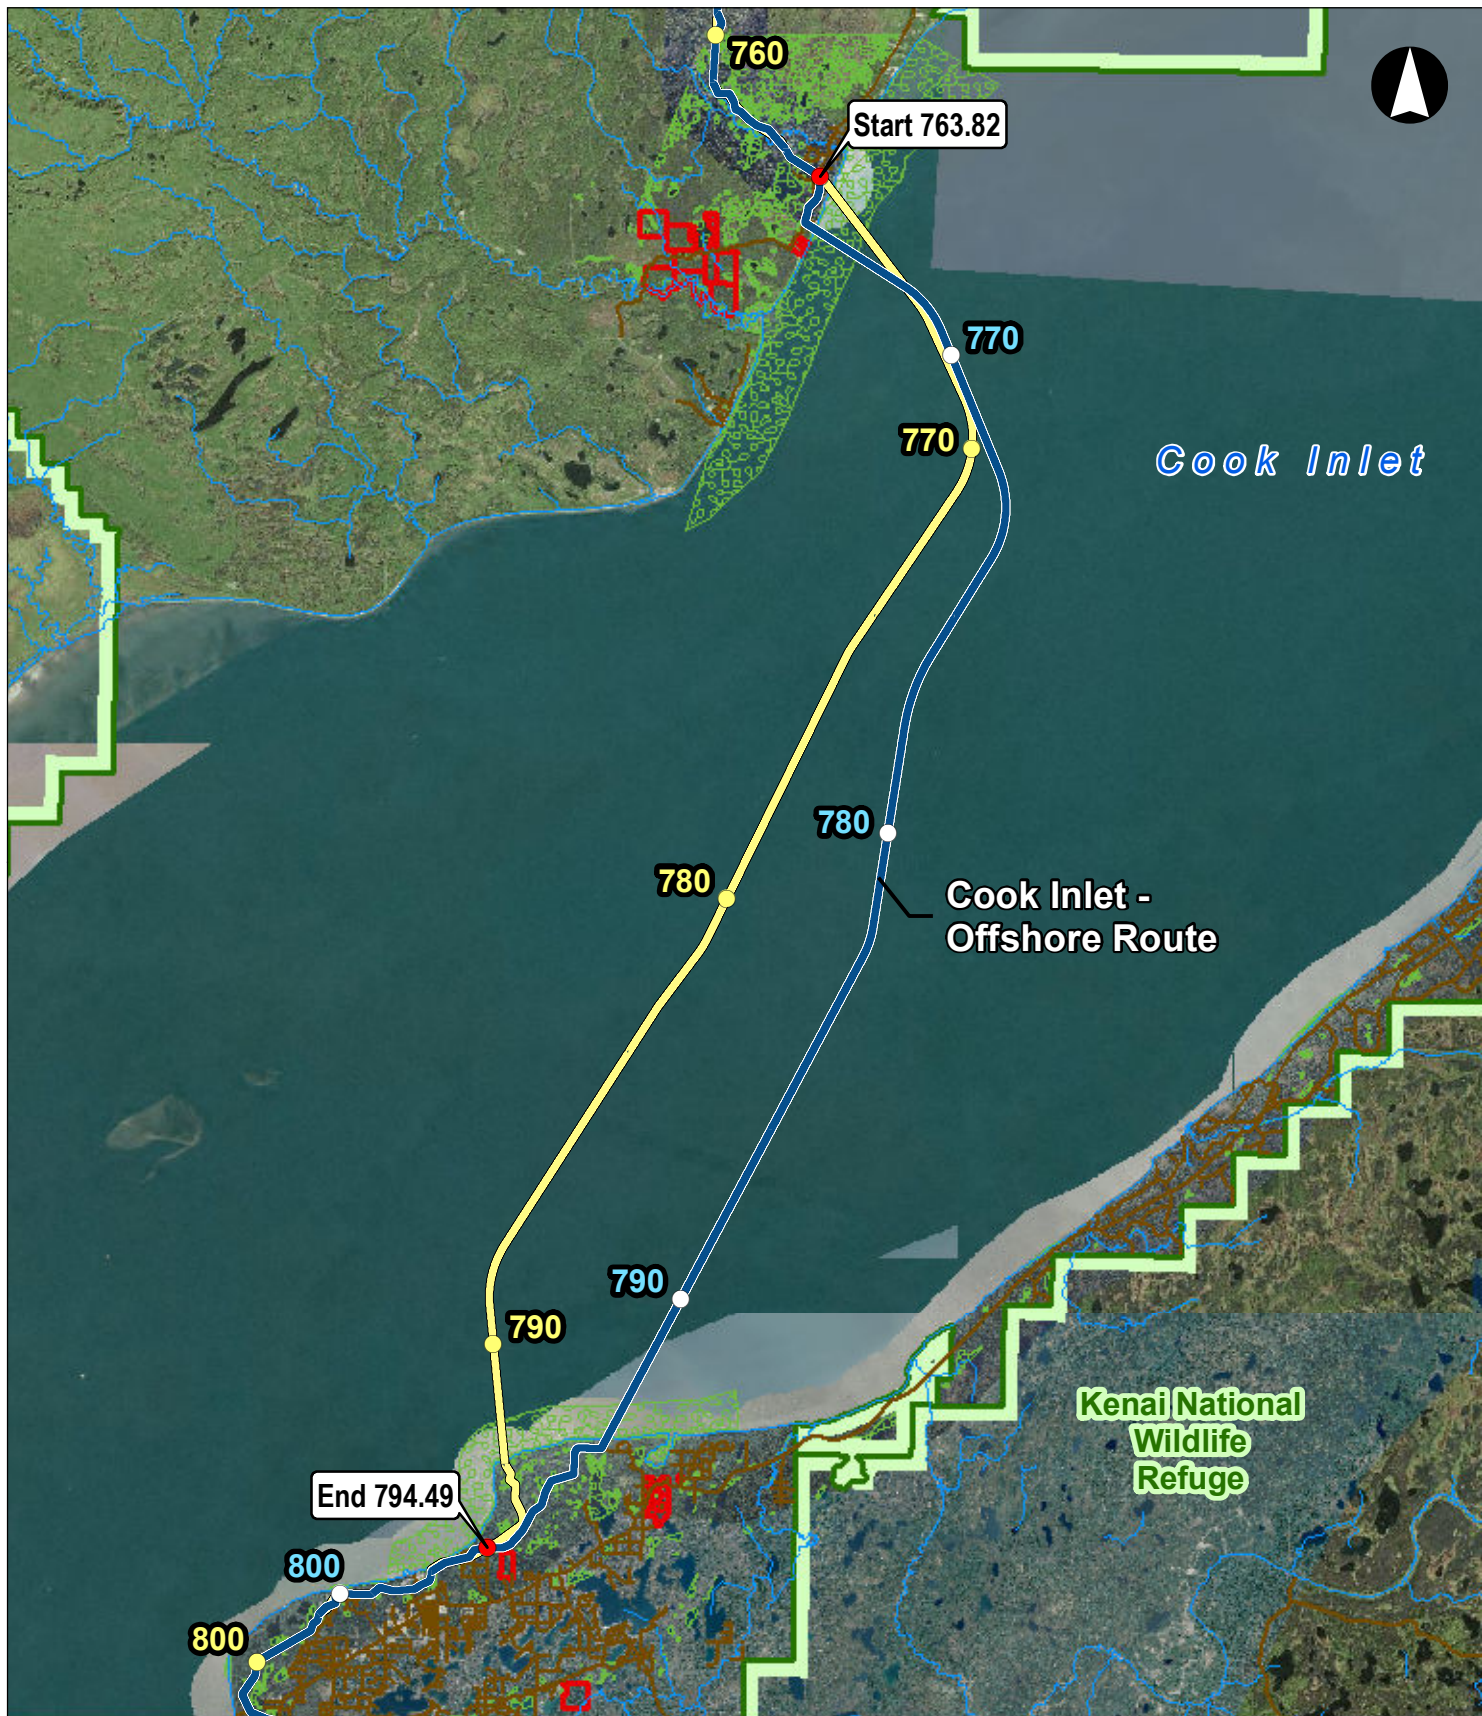 760
Start 763.82
770
770
Cook Inlet
780
780
Cook Inlet -
Offshore Route
790
790
Kenai National
Wildlife
Refuge
End 794.49
800
800